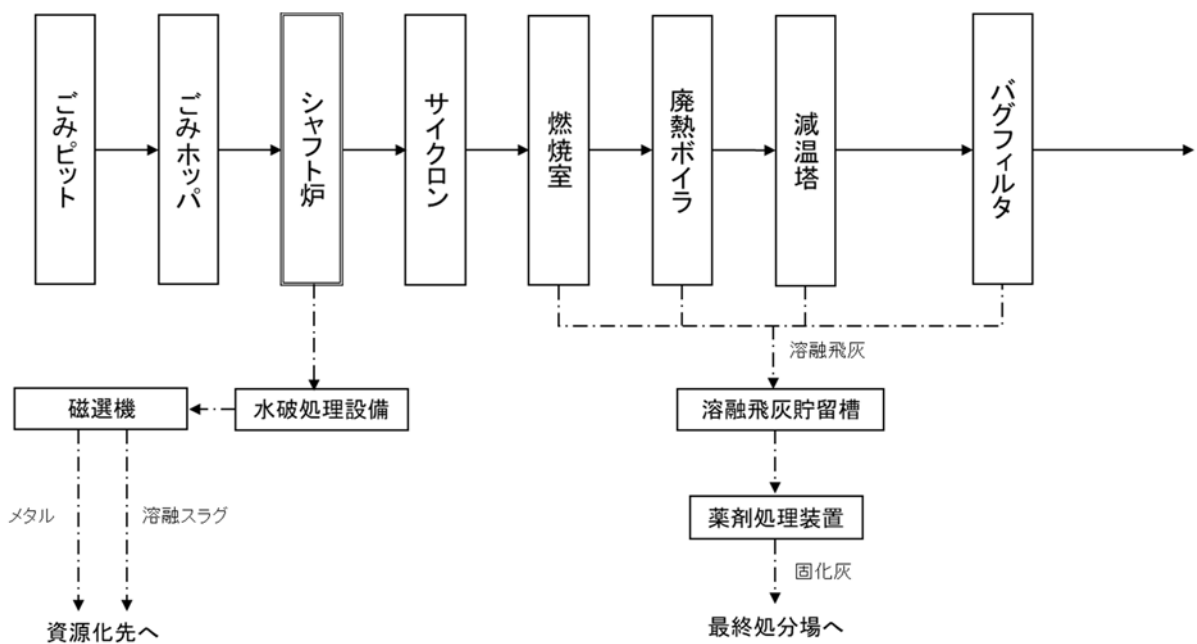 ごみピット
ごみホッパ
シャフト炉
サイクロン
燃焼室
廃熱ボイラ
減温塔
バグフィルタ
溶融飛灰
磁選機
水破処理設備
溶融飛灰貯留槽
メタル
溶融スラグ
薬剤処理装置
固化灰
資源化先へ
最終処分場へ